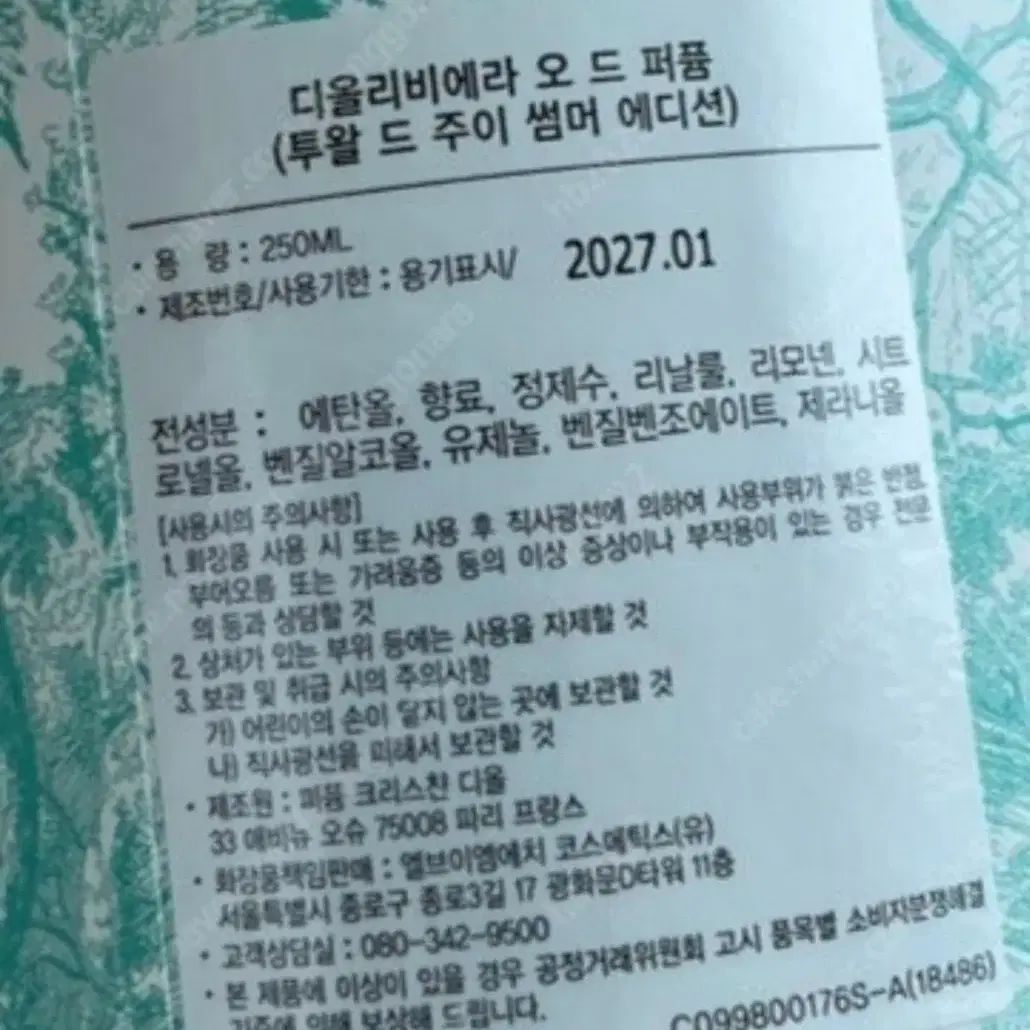 디올리비에라 오 드 퍼퓸
(투왈 드 주이 썸머 에디션)
· 용 량 : 250ML
· 제조번호/사용기한 : 용기표시/ 2027.01
전성분 : 에탄올, 향료, 정제수, 리날룰, 리모넨, 시트
로넬올, 벤질알코올, 유제놀, 벤질벤조에이트, 제라니올
[사용시의 주의사항]
1. 화장품 사용 시 또는 사용 후 직사광선에 의하여 사용부위가 붉은 반점,
부어오름 또는 가려움증 등의 이상 증상이나 부작용이 있는 경우 전문
의 등과 상담할 것
2. 상처가 있는 부위 등에는 사용을 자제할 것
3. 보관 및 취급 시의 주의사항
가) 어린이의 손이 닿지 않는 곳에 보관할 것
나) 직사광선을 피해서 보관할 것
· 제조원 : 퍼퓸 크리스챤 디올
33 애비뉴 오슈 75008 파리 프랑스
· 화장품책임판매 : 엘브이엠에치 코스메틱스(유)
서울특별시 종로구 종로3길 17 광화문D타워 11층
· 고객상담실 : 080-342-9500
· 본 제품에 이상이 있을 경우 공정거래위원회 고시 품목별 소비자분쟁해결
기준에 의해 보상해 드립니다.
C099800176S-A(18486)